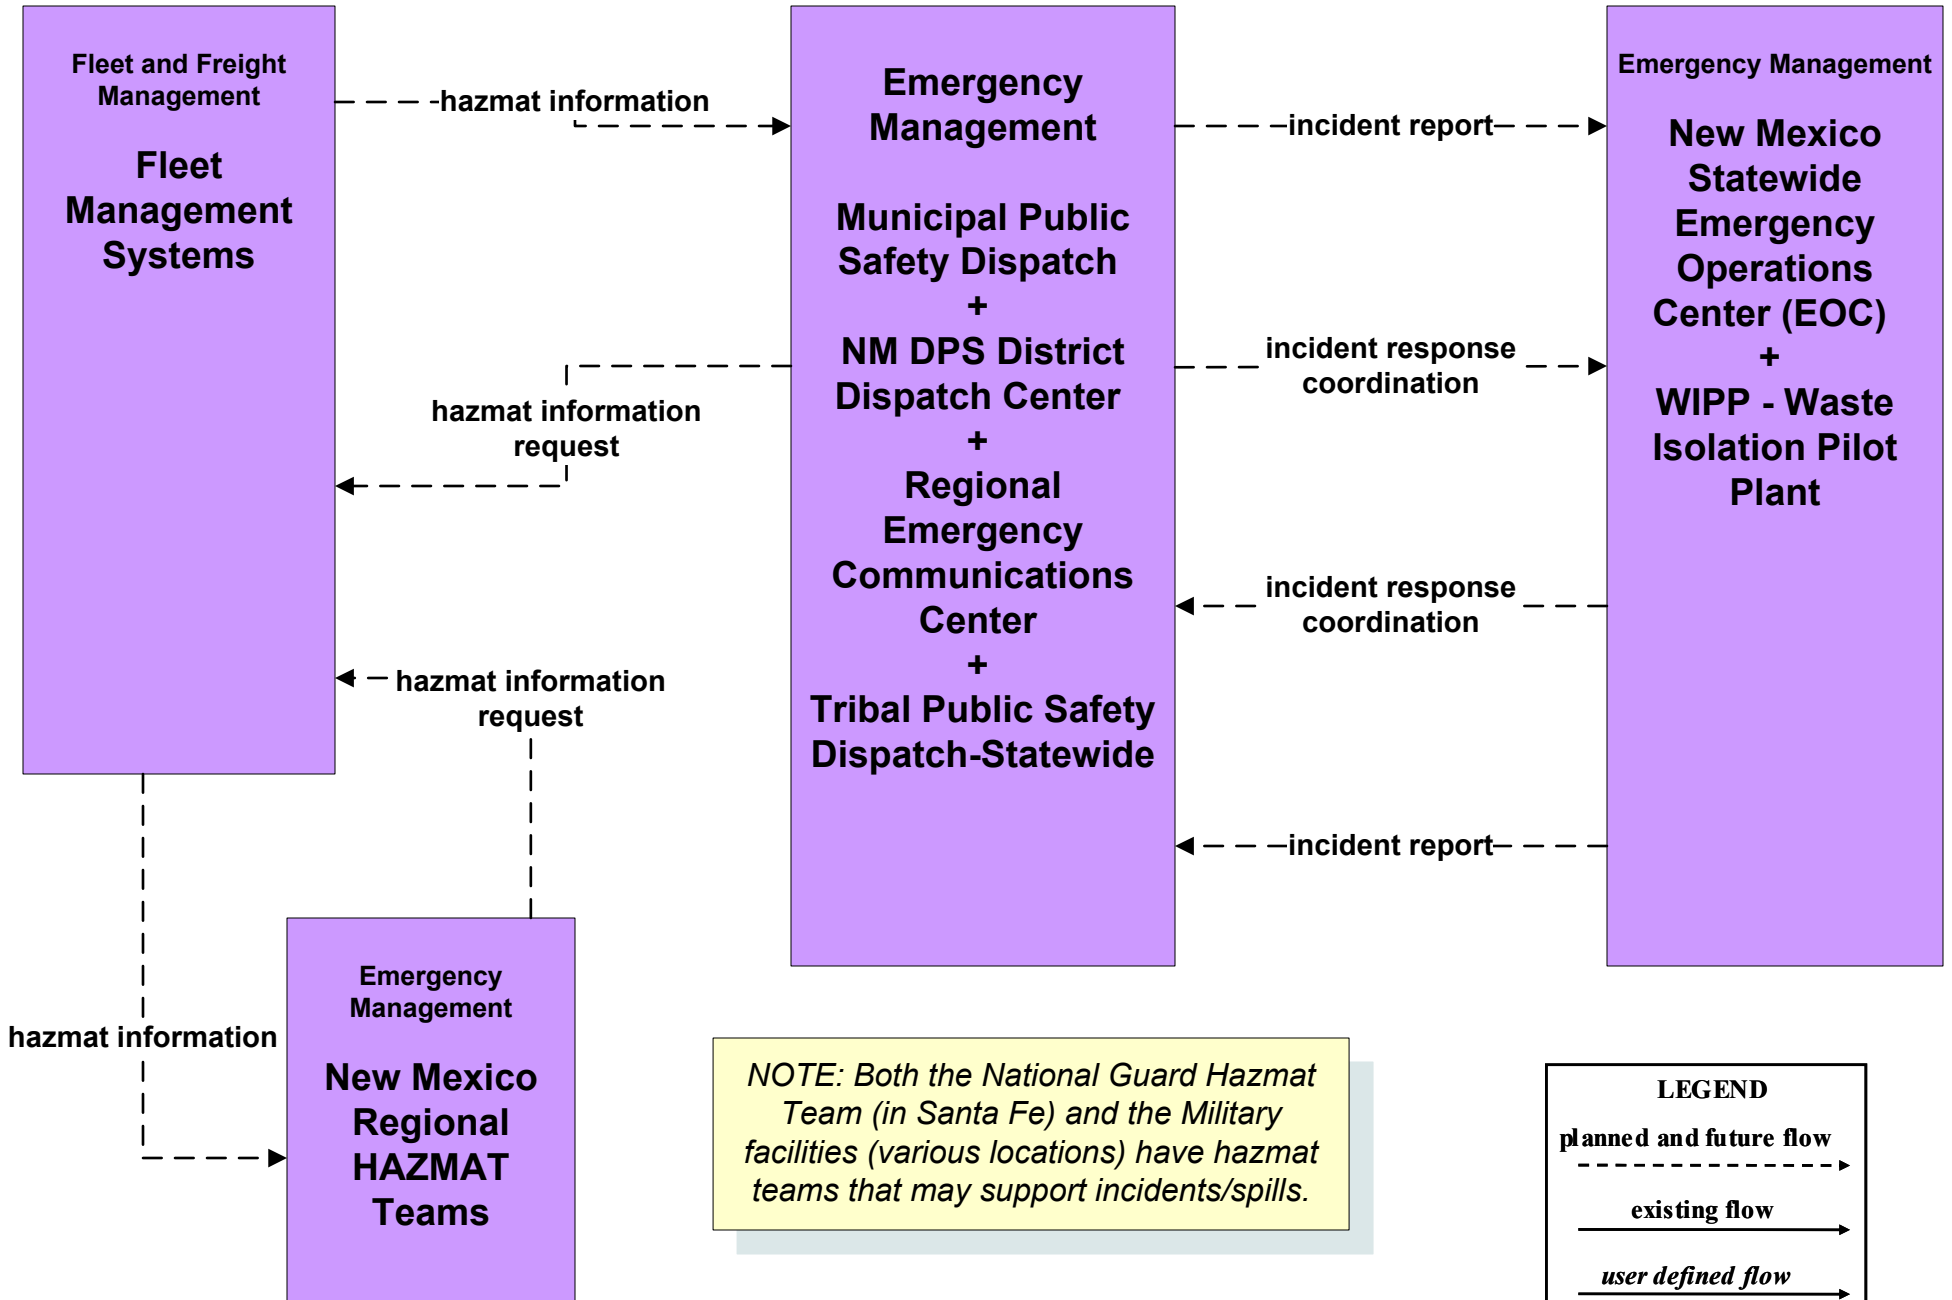 Fleet and Freight
Management
Fleet
Management
Systems
hazmat information
Emergency
Management
Municipal Public
Safety Dispatch
+
NM DPS District
Dispatch Center
+
Regional
Emergency
Communications
Center
+
Tribal Public Safety
Dispatch-Statewide
incident report
Emergency Management
New Mexico
Statewide
Emergency
Operations
Center (EOC)
+
WIPP - Waste
Isolation Pilot
Plant
hazmat information
request
incident response
coordination
incident response
coordination
hazmat information
request
incident report
hazmat information
Emergency
Management
New Mexico
Regional
HAZMAT
Teams
NOTE: Both the National Guard Hazmat
Team (in Santa Fe) and the Military
facilities (various locations) have hazmat
teams that may support incidents/spills.
LEGEND
planned and future flow
existing flow
user defined flow